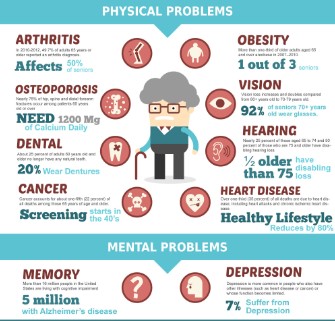 PHYSICAL PROBLEMS
ARTHRITIS
In 2010-2012, 49.7% of adults 65 years or
older reported an arthritis diagnosis.
Affects 50%
of seniors
OSTEOPOROSIS
Nearly 75% of hip, spine and distal forearm
fractures occur among patients 65 years
old or over
NEED 1200 Mg
of Calcium Daily
DENTAL
About 25 percent of adults 60 years old and
older no longer have any natural teeth.
20% Wear Dentures
CANCER
Cancer accounts for about one-fifth (22 percent) of
all deaths among those 65 years of age and older.
Screening starts in
the 40's
OBESITY
More than one third of older adults aged 65
and over was obese in 2007-2010
1 out of 3 seniors
VISION
Vision loss increases and doubles compared
from 60+ years old to 70-79 years old.
92% of seniors 70+ years
old wear glasses.
HEARING
Nearly 25 percent of those aged 65 to 74 and 50
percent of those who are 75 and older have disa-
bling hearing loss
½ older
than 75
have
disabling
loss
HEART DISEASE
Over one third (35 percent) of all deaths are due to heart dis-
ease, including heart attacks and chronic ischemic heart dis-
ease.
Healthy Lifestyle
Reduces by 80%
MENTAL PROBLEMS
MEMORY
More than 16 million people in the United
States are living with cognitive impairment
5 million
with Alzheimer's disease
DEPRESSION
Depression is more common in people who also have
other illnesses (such as heart disease or cancer) or
whose function becomes limited
7% Suffer from
Depression